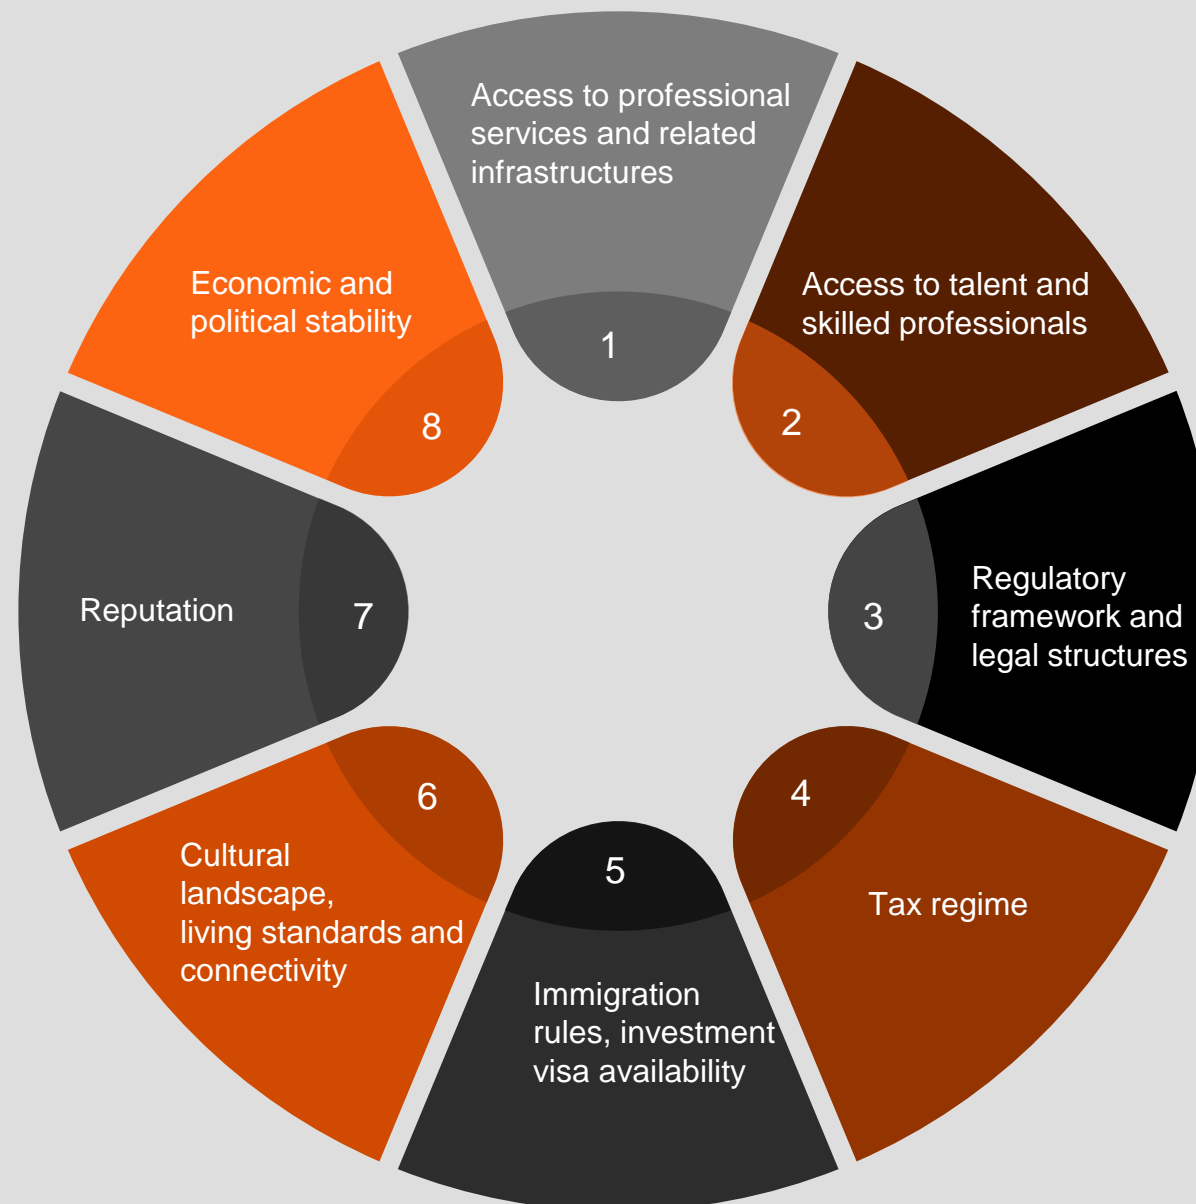 Access to professional
services and related
infrastructures
1
Access to talent and
skilled professionals
2
Regulatory
framework and
legal structures
3
Tax regime
4
Immigration
rules, investment
visa availability
5
Cultural
landscape,
living standards and
connectivity
6
Reputation
7
Economic and
political stability
8